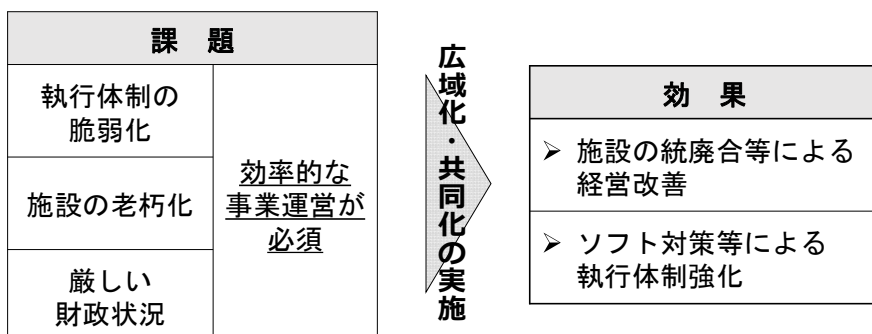 課 題
執行体制の
脆弱化
施設の老朽化
厳しい
財政状況
効率的な
事業運営が
必須
広域化・共同化の実施
効 果
➢ 施設の統廃合等による
経営改善
➢ ソフト対策等による
執行体制強化